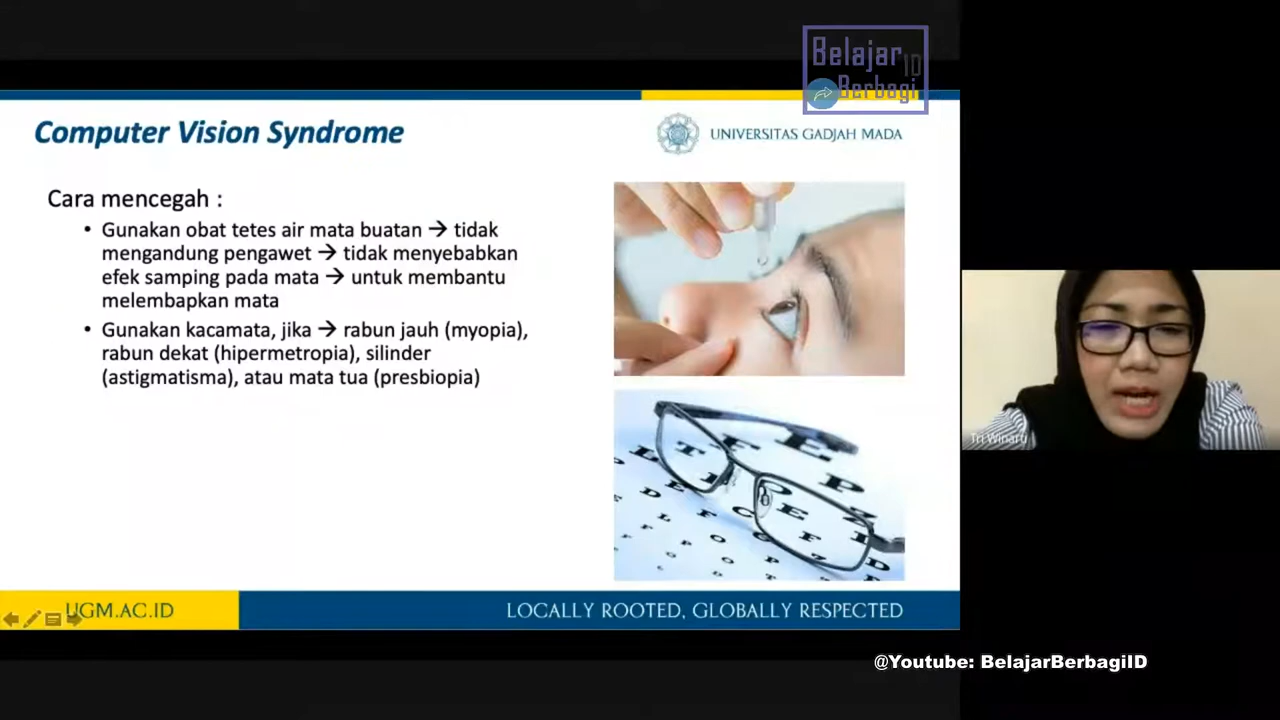 Belajar ID
Berbagi
Computer Vision Syndrome
UNIVERSITAS GADJAH MADA
Cara mencegah :
• Gunakan obat tetes air mata buatan → tidak
mengandung pengawet → tidak menyebabkan
efek samping pada mata → untuk membantu
melembapkan mata
• Gunakan kacamata, jika → rabun jauh (myopia),
rabun dekat (hipermetropia), silinder
(astigmatisma), atau mata tua (presbiopia)
Tri Winarti
UGM.AC.ID
LOCALLY ROOTED, GLOBALLY RESPECTED
@Youtube: BelajarBerbagiID